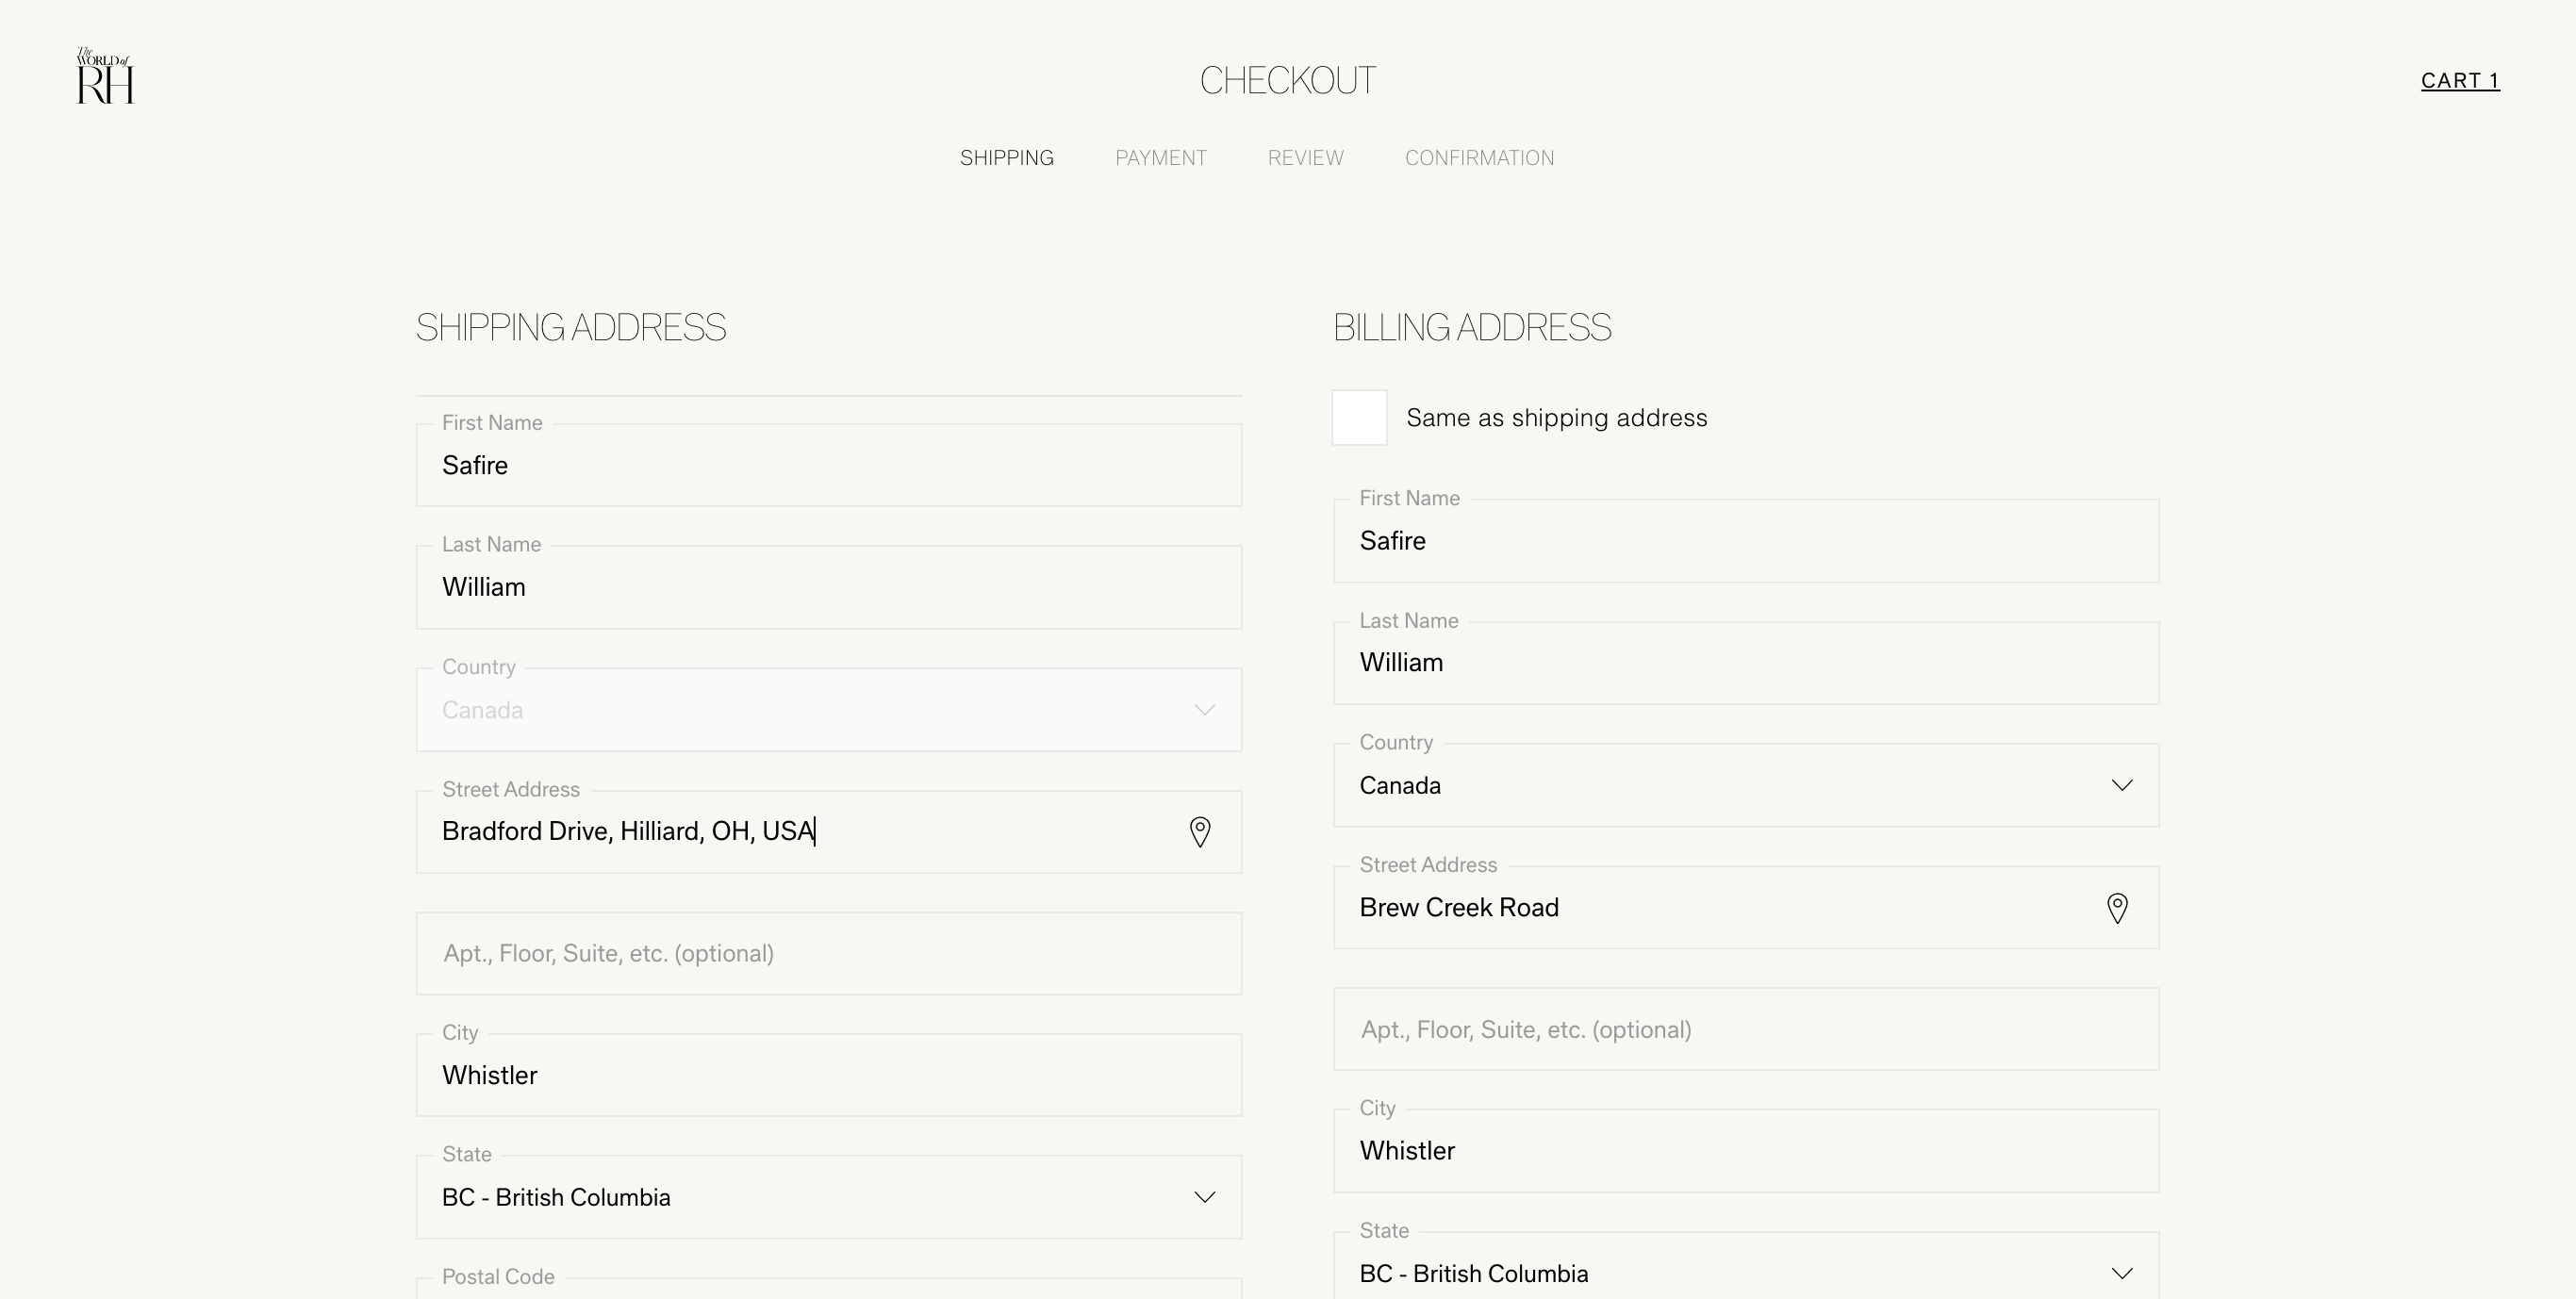 The
WORLD of
RH
CHECKOUT
CART 1
SHIPPING PAYMENT REVIEW CONFIRMATION
SHIPPING ADDRESS
First Name
Safire
Last Name
William
Country
Canada
Street Address
Bradford Drive, Hilliard, OH, USA
Apt., Floor, Suite, etc. (optional)
City
Whistler
State
BC - British Columbia
Postal Code
BILLING ADDRESS
Same as shipping address
First Name
Safire
Last Name
William
Country
Canada
Street Address
Brew Creek Road
Apt., Floor, Suite, etc. (optional)
City
Whistler
State
BC - British Columbia